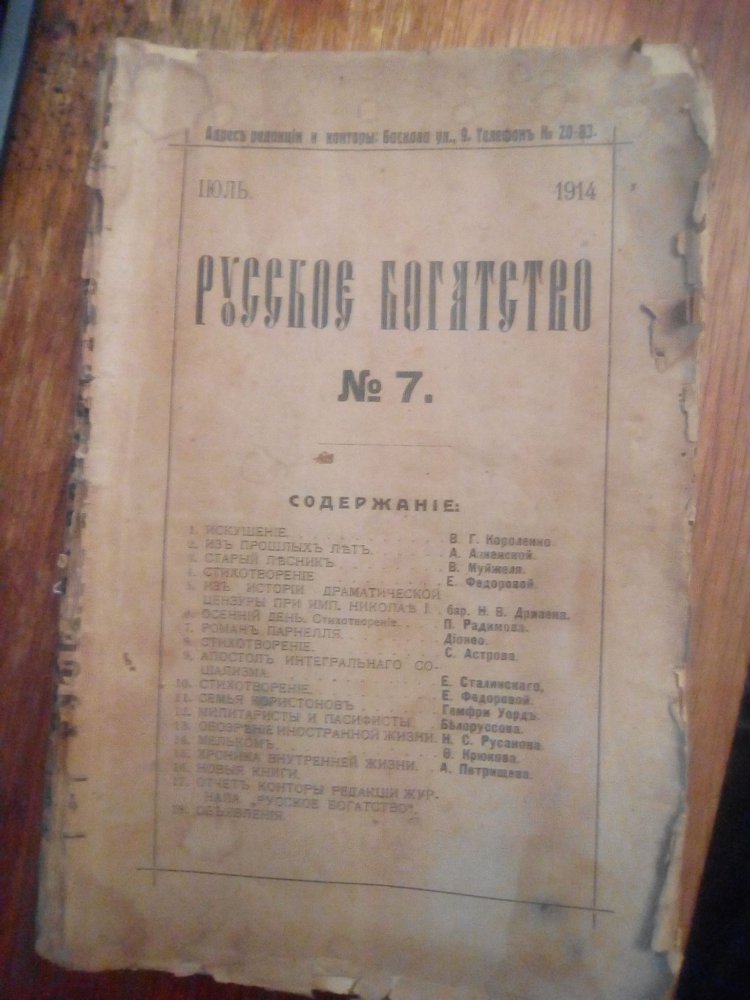 Адресъ редакціи и конторы: Баскова ул., 9. Телефонъ № 20-83.
ІЮЛЬ. 1914
РУССКОЕ БОГАТСТВО
№ 7.
СОДЕРЖАНІЕ:
1. ИСКУШЕНІЕ. В. Г. Короленко.
2. ИЗЪ ПРОШЛЫХЪ ЛѢТЪ. А. Анненской.
3. СТАРЫЙ ЛѢСНИКЪ В. Муйжеля.
4. СТИХОТВОРЕНІЕ Е. Федоровой.
5. ИЗЪ ИСТОРІИ ДРАМАТИЧЕСКОЙ
ЦЕНЗУРЫ ПРИ ИМП. НИКОЛАѢ I. бар. Н. В. Дризена.
6. ОСЕННІЙ ДЕНЬ. Стихотвореніе. П. Радимова.
7. РОМАНЪ ПАРНЕЛЛЯ. Діонео.
8. СТИХОТВОРЕНІЕ. С. Астрова.
9. АПОСТОЛЪ ИНТЕГРАЛЬНАГО СО-
ЦІАЛИЗМА. Е. Сталинскаго,
10. СТИХОТВОРЕНІЕ. Е. Федоровой.
11. СЕМЬЯ КОРИСТОНОВЪ Гемфри Уордъ.
12. МИЛИТАРИСТЫ И ПАСИФИСТЫ. Бѣлоруссова.
13. ОБОЗРѢНІЕ ИНОСТРАННОЙ ЖИЗНИ. Н. С. Русанова.
14. МЕЛЬКОМЪ. Ѳ. Крюкова.
15. ХРОНИКА ВНУТРЕННЕЙ ЖИЗНИ. А. Петрищева.
16. НОВЫЯ КНИГИ.
17. ОТЧЕТЪ КОНТОРЫ РЕДАКЦІИ ЖУР-
НАЛА „РУССКОЕ БОГАТСТВО".
18. ОБЪЯВЛЕНІЯ.